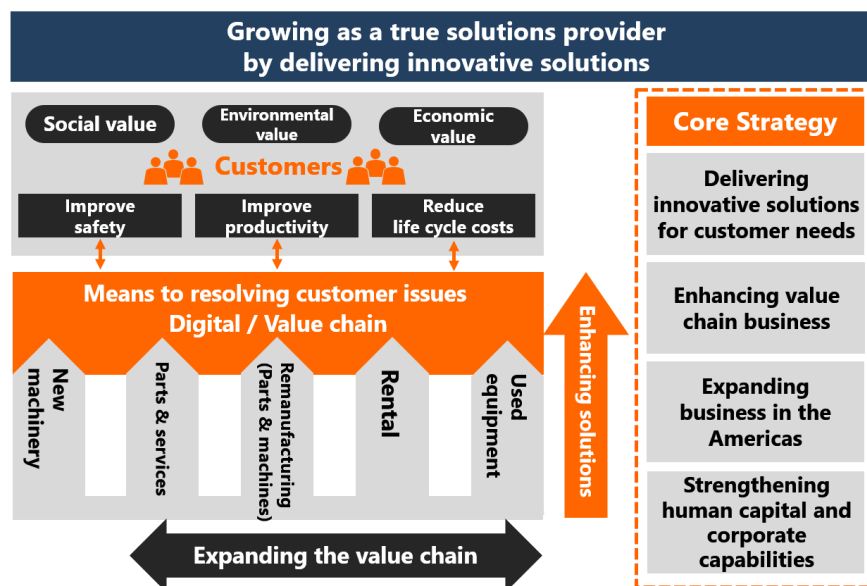 Growing as a true solutions provider
by delivering innovative solutions
Social value
Environmental
value
Economic
value
Customers
Improve
safety
Improve
productivity
Reduce
life cycle costs
Means to resolving customer issues
Digital / Value chain
New
machinery
Parts & services
Remanufacturing
(Parts & machines)
Rental
Used
equipment
Enhancing solutions
Expanding the value chain
Core Strategy
Delivering
innovative solutions
for customer needs
Enhancing value
chain business
Expanding
business in the
Americas
Strengthening
human capital and
corporate
capabilities